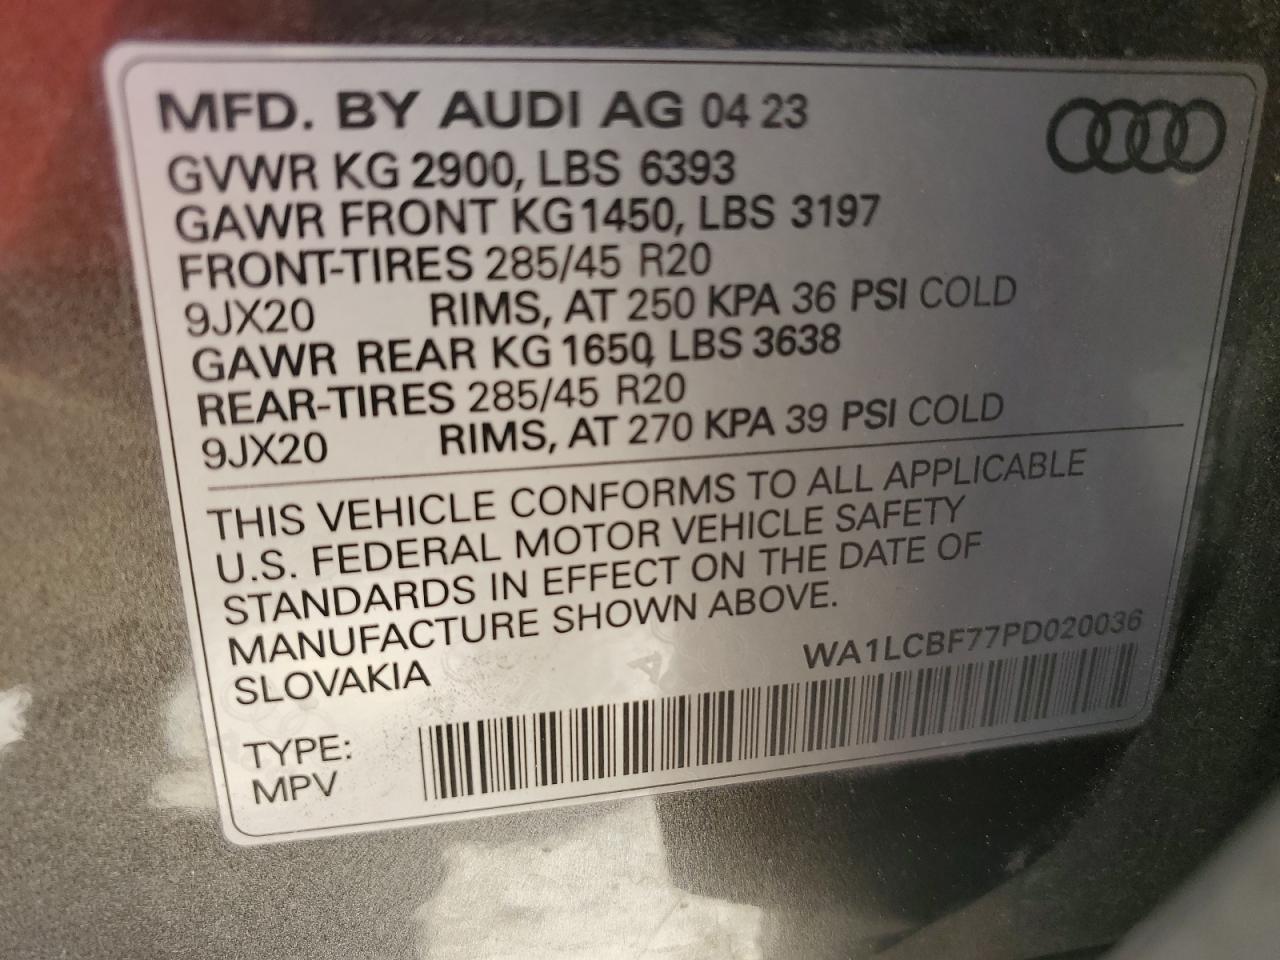 MFD. BY AUDI AG 04 23
GVWR KG 2900, LBS 6393
GAWR FRONT KG 1450, LBS 3197
FRONT-TIRES 285/45 R20
9JX20 RIMS, AT 250 KPA 36 PSI COLD
GAWR REAR KG 1650, LBS 3638
REAR-TIRES 285/45 R20
9JX20 RIMS, AT 270 KPA 39 PSI COLD
THIS VEHICLE CONFORMS TO ALL APPLICABLE
U.S. FEDERAL MOTOR VEHICLE SAFETY
STANDARDS IN EFFECT ON THE DATE OF
MANUFACTURE SHOWN ABOVE.
SLOVAKIA
WA1LCBF77PD020036
TYPE:
MPV